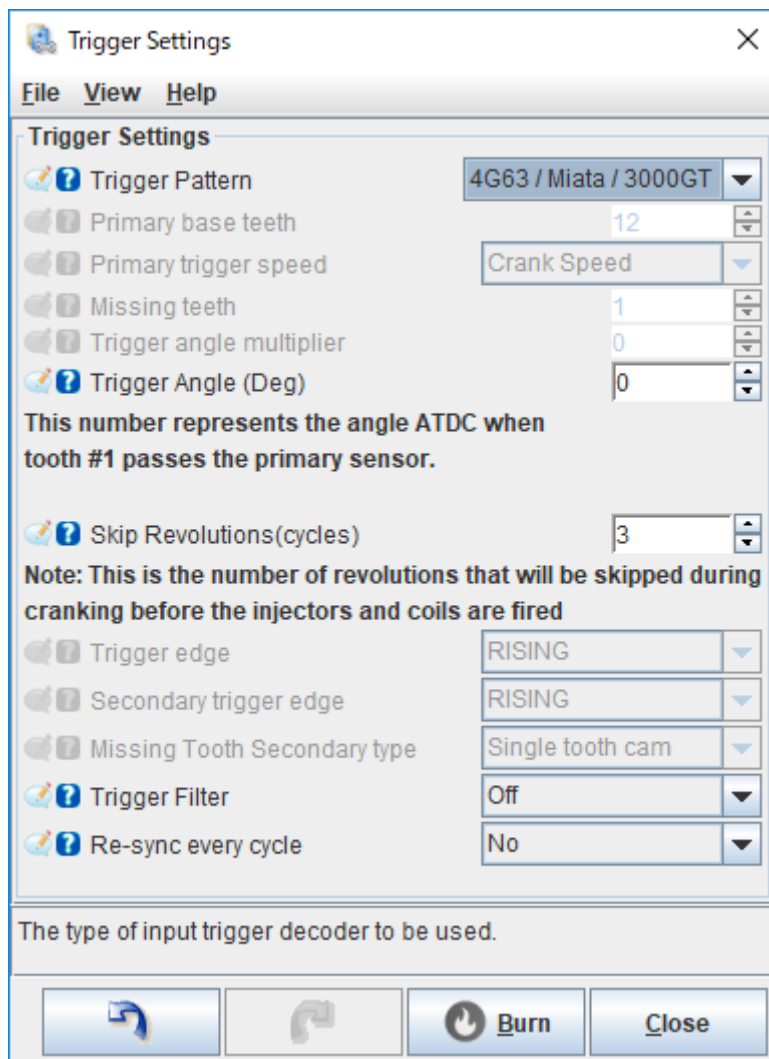 Trigger Settings
File View Help
Trigger Settings
Trigger Pattern 4G63 / Miata / 3000GT
Primary base teeth 12
Primary trigger speed Crank Speed
Missing teeth 1
Trigger angle multiplier 0
Trigger Angle (Deg) 0
This number represents the angle ATDC when
tooth #1 passes the primary sensor.
Skip Revolutions(cycles) 3
Note: This is the number of revolutions that will be skipped during
cranking before the injectors and coils are fired
Trigger edge RISING
Secondary trigger edge RISING
Missing Tooth Secondary type Single tooth cam
Trigger Filter Off
Re-sync every cycle No
The type of input trigger decoder to be used.
Burn Close